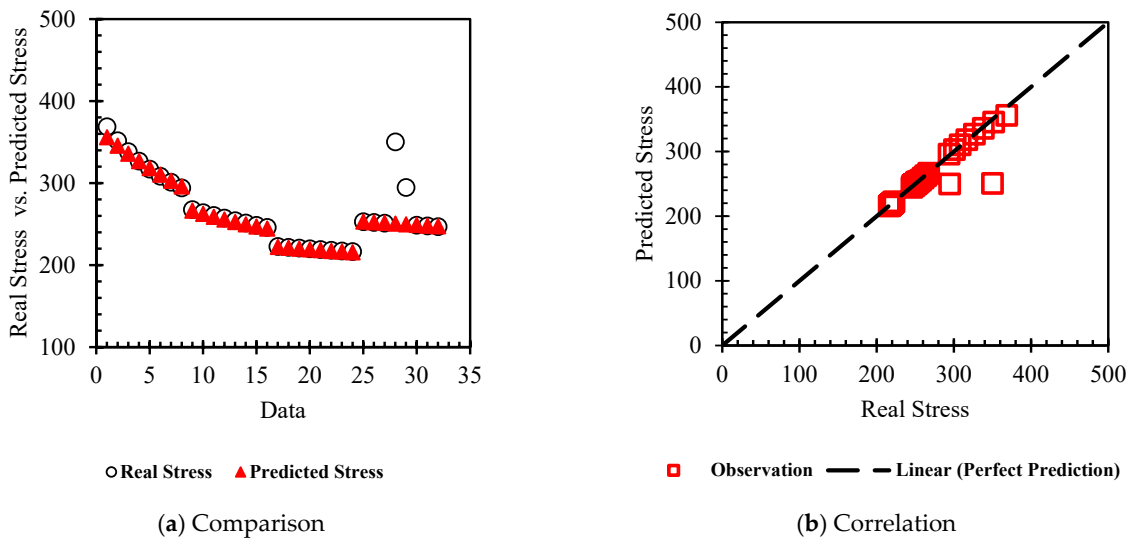 Real Stress vs. Predicted Stress
500
400
300
200
100
0 5 10 15 20 25 30 35
Data
Real Stress Predicted Stress
(a) Comparison
Predicted Stress
500
400
300
200
100
0
0 100 200 300 400 500
Real Stress
Observation Linear (Perfect Prediction)
(b) Correlation